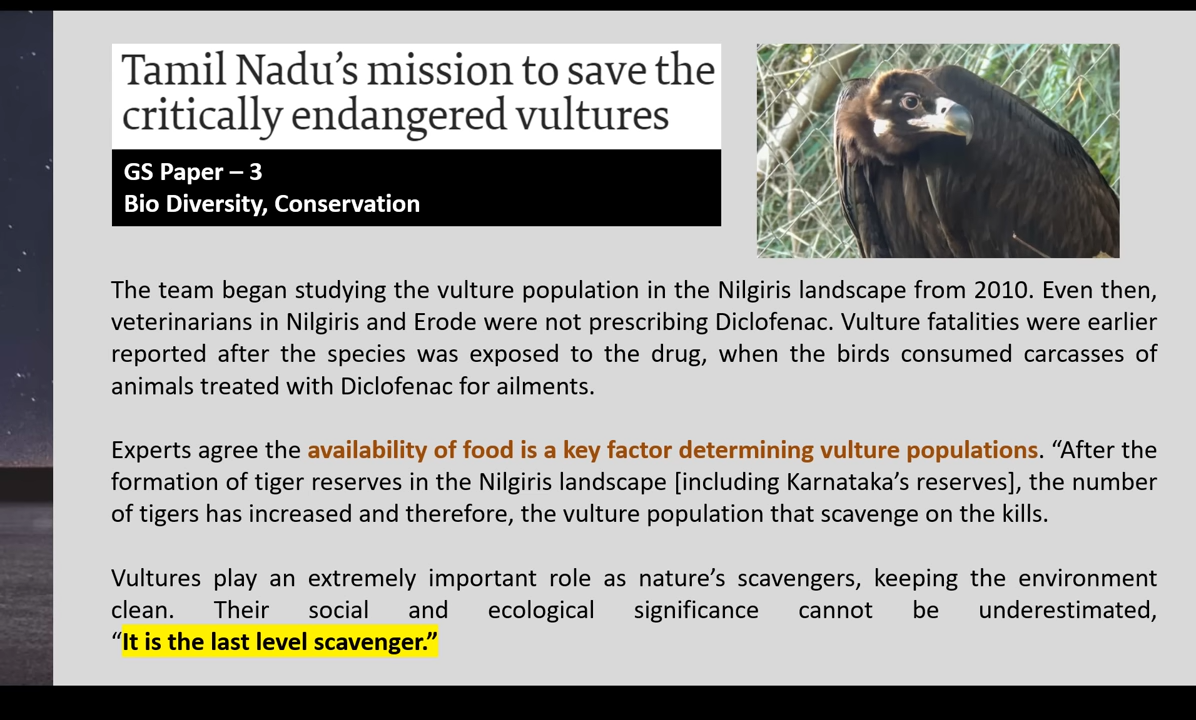 Tamil Nadu’s mission to save the
critically endangered vultures
GS Paper – 3
Bio Diversity, Conservation
The team began studying the vulture population in the Nilgiris landscape from 2010. Even then,
veterinarians in Nilgiris and Erode were not prescribing Diclofenac. Vulture fatalities were earlier
reported after the species was exposed to the drug, when the birds consumed carcasses of
animals treated with Diclofenac for ailments.
Experts agree the availability of food is a key factor determining vulture populations. “After the
formation of tiger reserves in the Nilgiris landscape [including Karnataka’s reserves], the number
of tigers has increased and therefore, the vulture population that scavenge on the kills.
Vultures play an extremely important role as nature’s scavengers, keeping the environment
clean. Their social and ecological significance cannot be underestimated,
“It is the last level scavenger.”